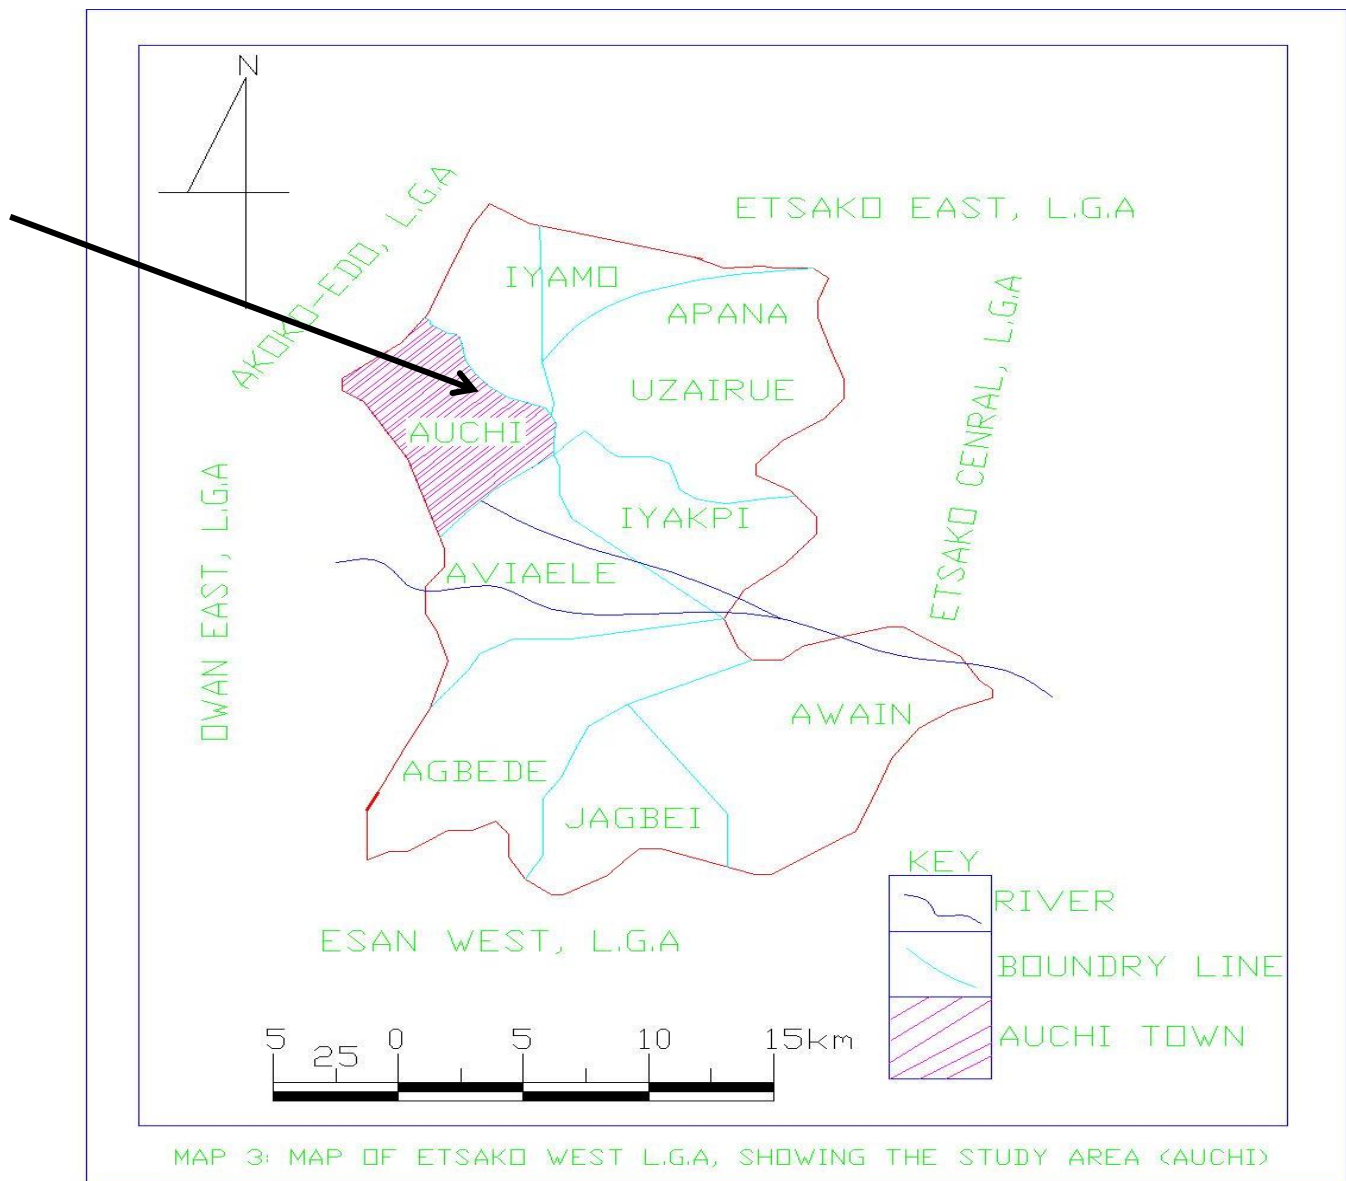 N
AKOKO-EDO, L.G.A
ETSAKO EAST, L.G.A
IYAMO
APANA
UZAIRUE
ETSAKO CENRAL, L.G.A
AUCHI
OWAN EAST, L.G.A
IYAKPI
AVIAELE
AWAIN
AGBEDE
JAGBEI
KEY
RIVER
BOUNDRY LINE
AUCHI TOWN
ESAN WEST, L.G.A
5 25 0 5 10 15km
MAP 3: MAP OF ETSAKO WEST L.G.A, SHOWING THE STUDY AREA (AUCHI)